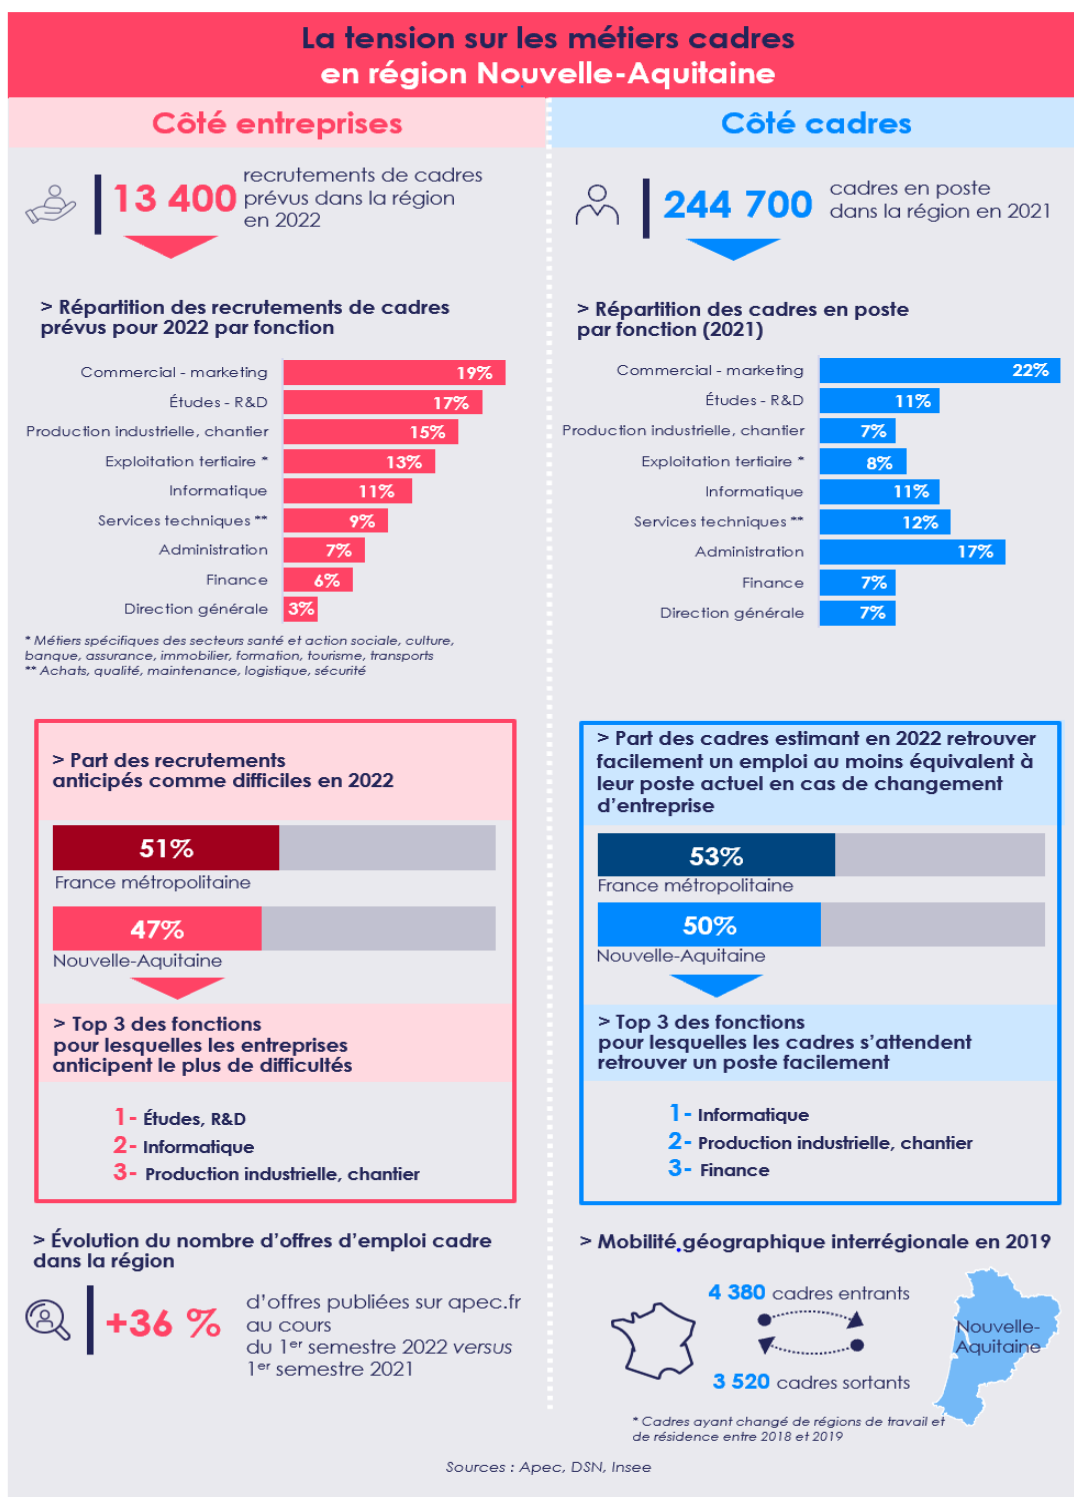 La tension sur les métiers cadres
en région Nouvelle-Aquitaine
Côté entreprises
13 400
recrutements de cadres
prévus dans la région
en 2022
> Répartition des recrutements de cadres
prévus pour 2022 par fonction
Commercial - marketing 19%
Études - R&D 17%
Production industrielle, chantier 15%
Exploitation tertiaire * 13%
Informatique 11%
Services techniques ** 9%
Administration 7%
Finance 6%
Direction générale 3%
* Métiers spécifiques des secteurs santé et action sociale, culture,
banque, assurance, immobilier, formation, tourisme, transports
** Achats, qualité, maintenance, logistique, sécurité
> Part des recrutements
anticipés comme difficiles en 2022
51%
France métropolitaine
47%
Nouvelle-Aquitaine
> Top 3 des fonctions
pour lesquelles les entreprises
anticipent le plus de difficultés
1- Études, R&D
2- Informatique
3- Production industrielle, chantier
> Évolution du nombre d'offres d'emploi cadre
dans la région
+36 %
d'offres publiées sur apec.fr
au cours
du 1er semestre 2022 versus
1er semestre 2021
Côté cadres
244 700
cadres en poste
dans la région en 2021
> Répartition des cadres en poste
par fonction (2021)
Commercial - marketing 22%
Études - R&D 11%
Production industrielle, chantier 7%
Exploitation tertiaire * 8%
Informatique 11%
Services techniques ** 12%
Administration 17%
Finance 7%
Direction générale 7%
> Part des cadres estimant en 2022 retrouver
facilement un emploi au moins équivalent à
leur poste actuel en cas de changement
d'entreprise
53%
France métropolitaine
50%
Nouvelle-Aquitaine
> Top 3 des fonctions
pour lesquelles les cadres s'attendent
retrouver un poste facilement
1- Informatique
2- Production industrielle, chantier
3- Finance
> Mobilité géographique interrégionale en 2019
4 380 cadres entrants
3 520 cadres sortants
Nouvelle-
Aquitaine
* Cadres ayant changé de régions de travail et
de résidence entre 2018 et 2019
Sources : Apec, DSN, Insee